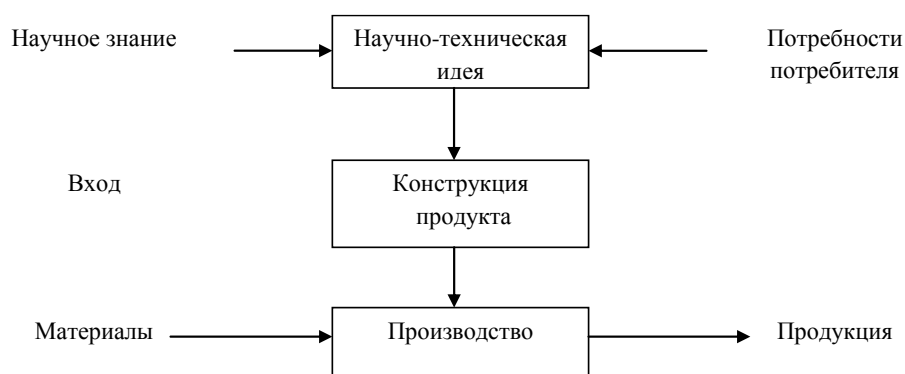 Научное знание
Научно-техническая
идея
Потребности
потребителя
Вход
Конструкция
продукта
Материалы
Производство
Продукция